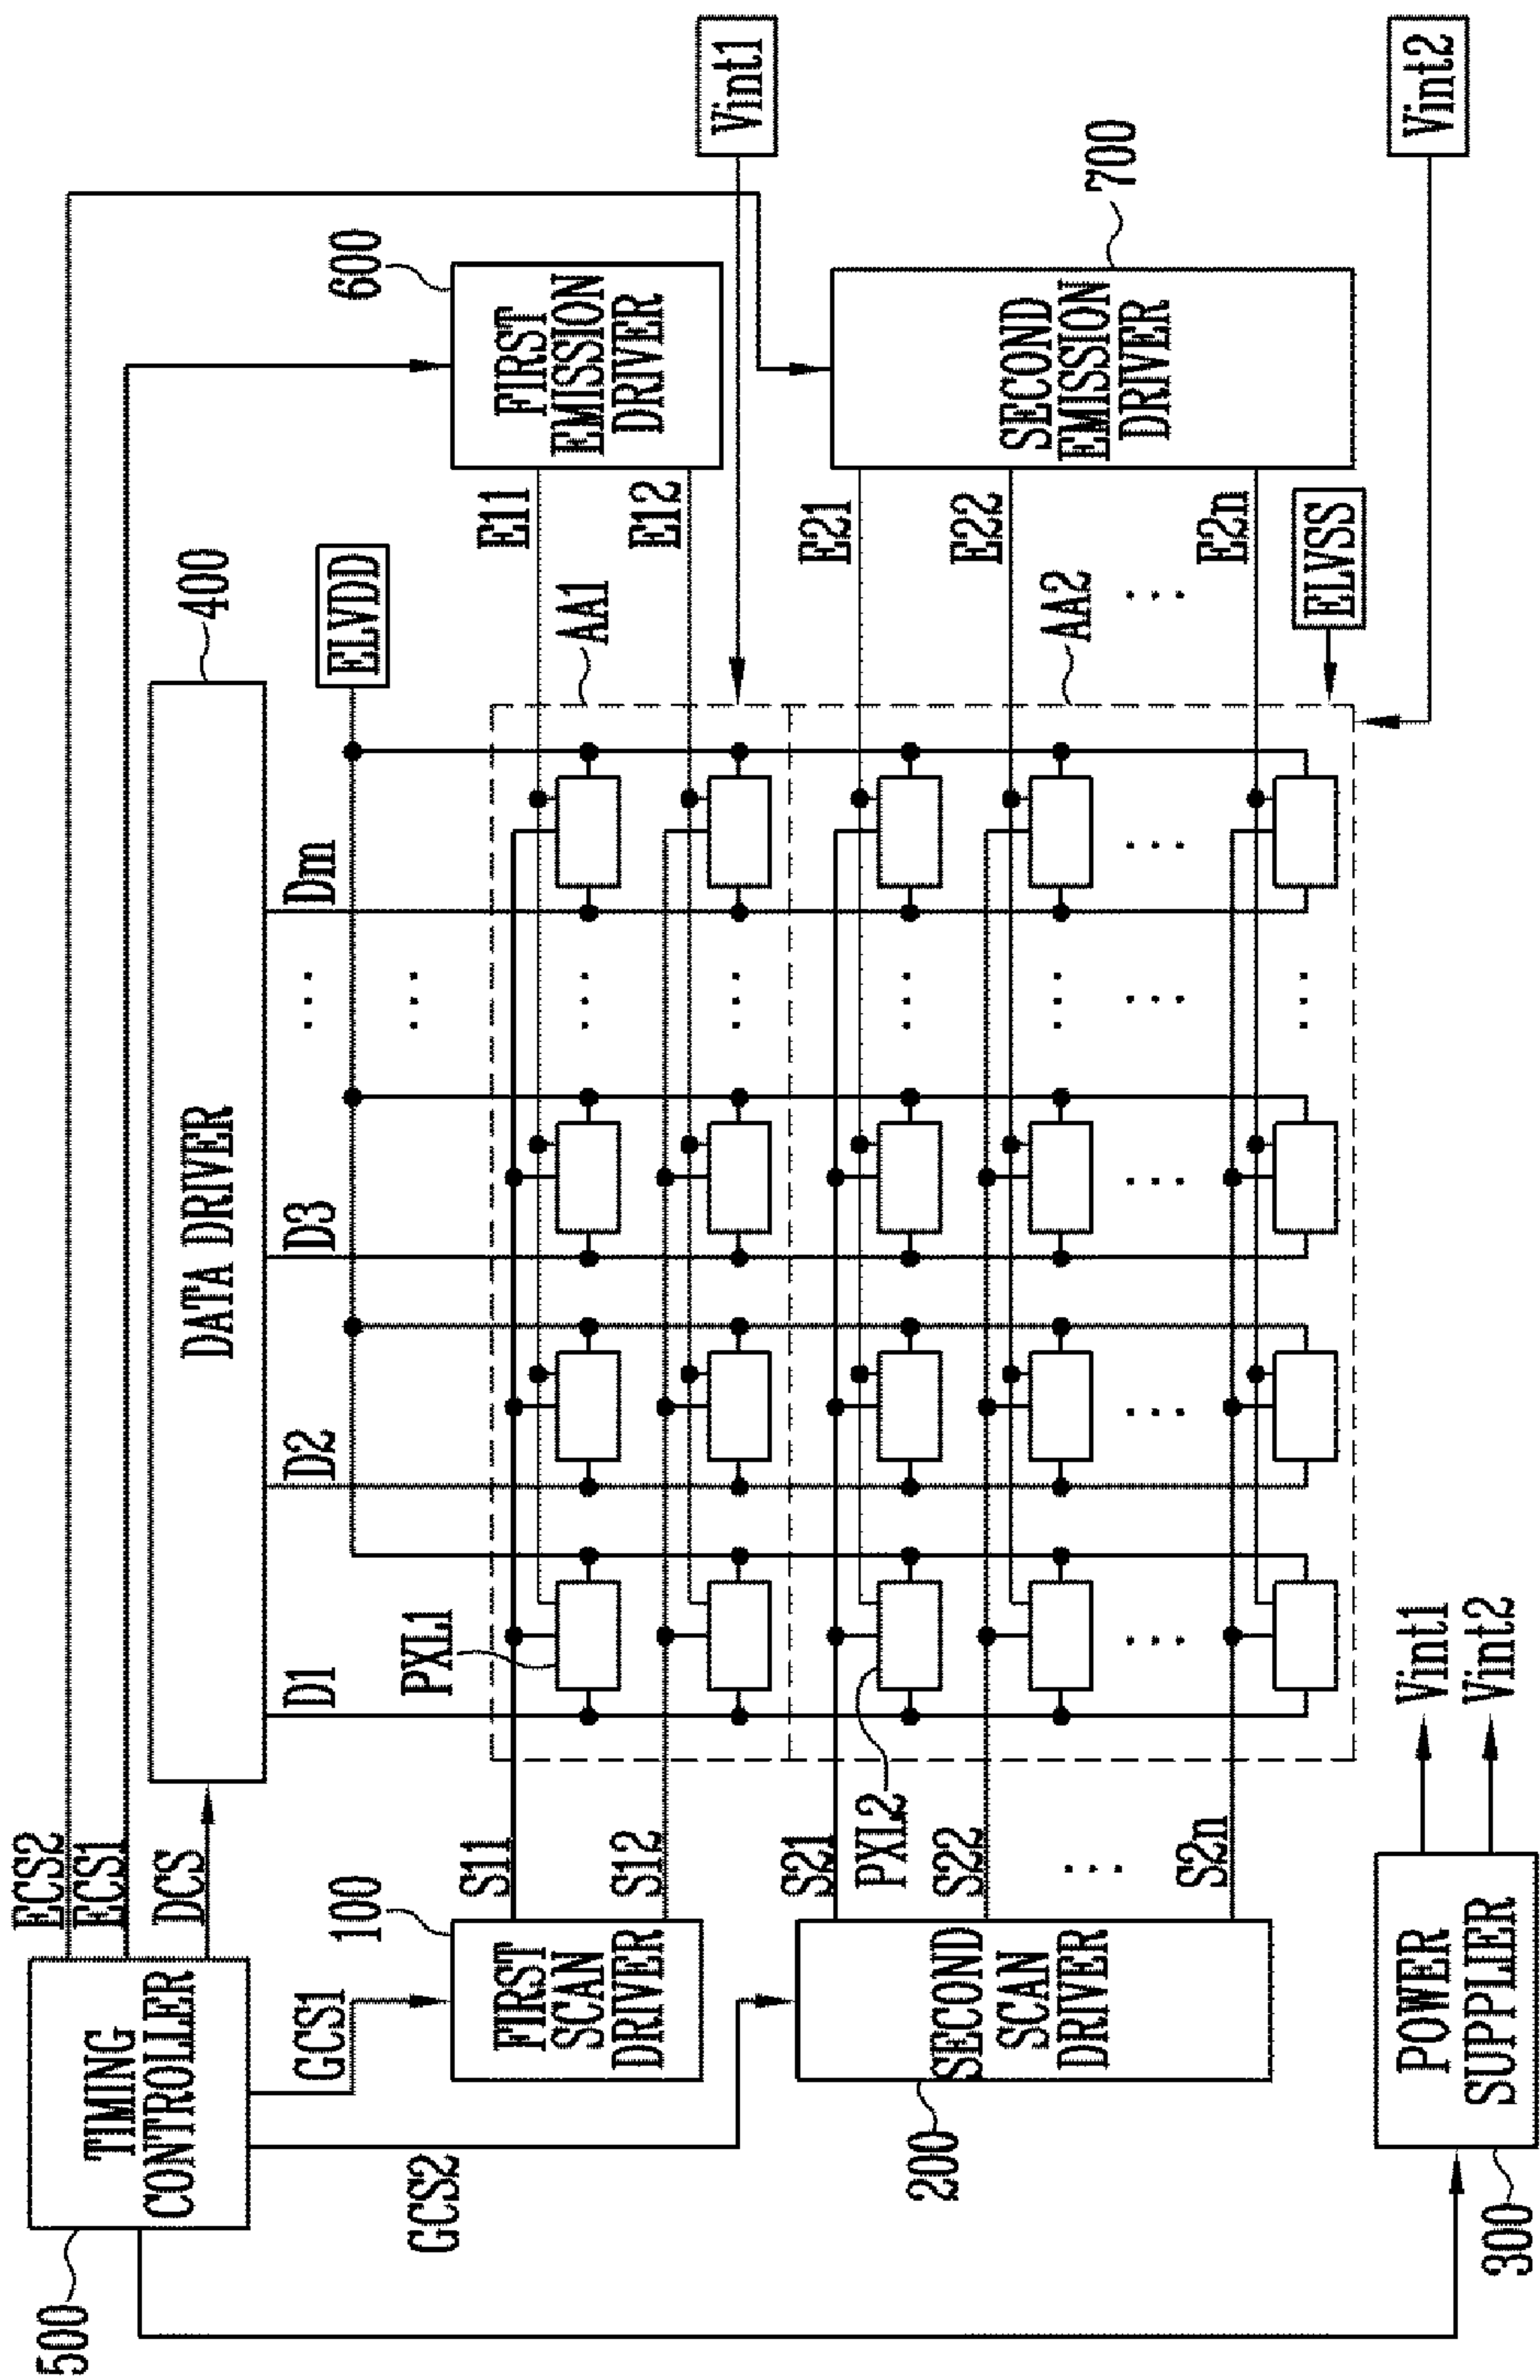 500
TIMING
CONTROLLER
ECS2
ECS1
DCS
DATA DRIVER
400
GCS1
GCS2
D1
D2
D3
...
Dm
ELVDD
...
600
100
FIRST
SCAN
DRIVER
S11
S12
PXL1
...
...
AA1
E11
E12
FIRST
EMISSION
DRIVER
Vint1
200
SECOND
SCAN
DRIVER
S21
PXL2
S22
...
S2n
...
...
...
...
...
...
...
...
AA2
E21
E22
...
E2n
ELVSS
SECOND
EMISSION
DRIVER
700
300
POWER
SUPPLIER
Vint1
Vint2
Vint2